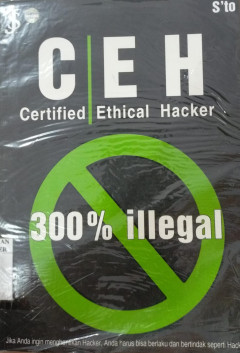 S'to
C|E H
Certified Ethical Hacker
300% illegal
Jika Anda ingin menghentikan Hacker, Anda harus bisa berlaku dan bertindak seperti Hack